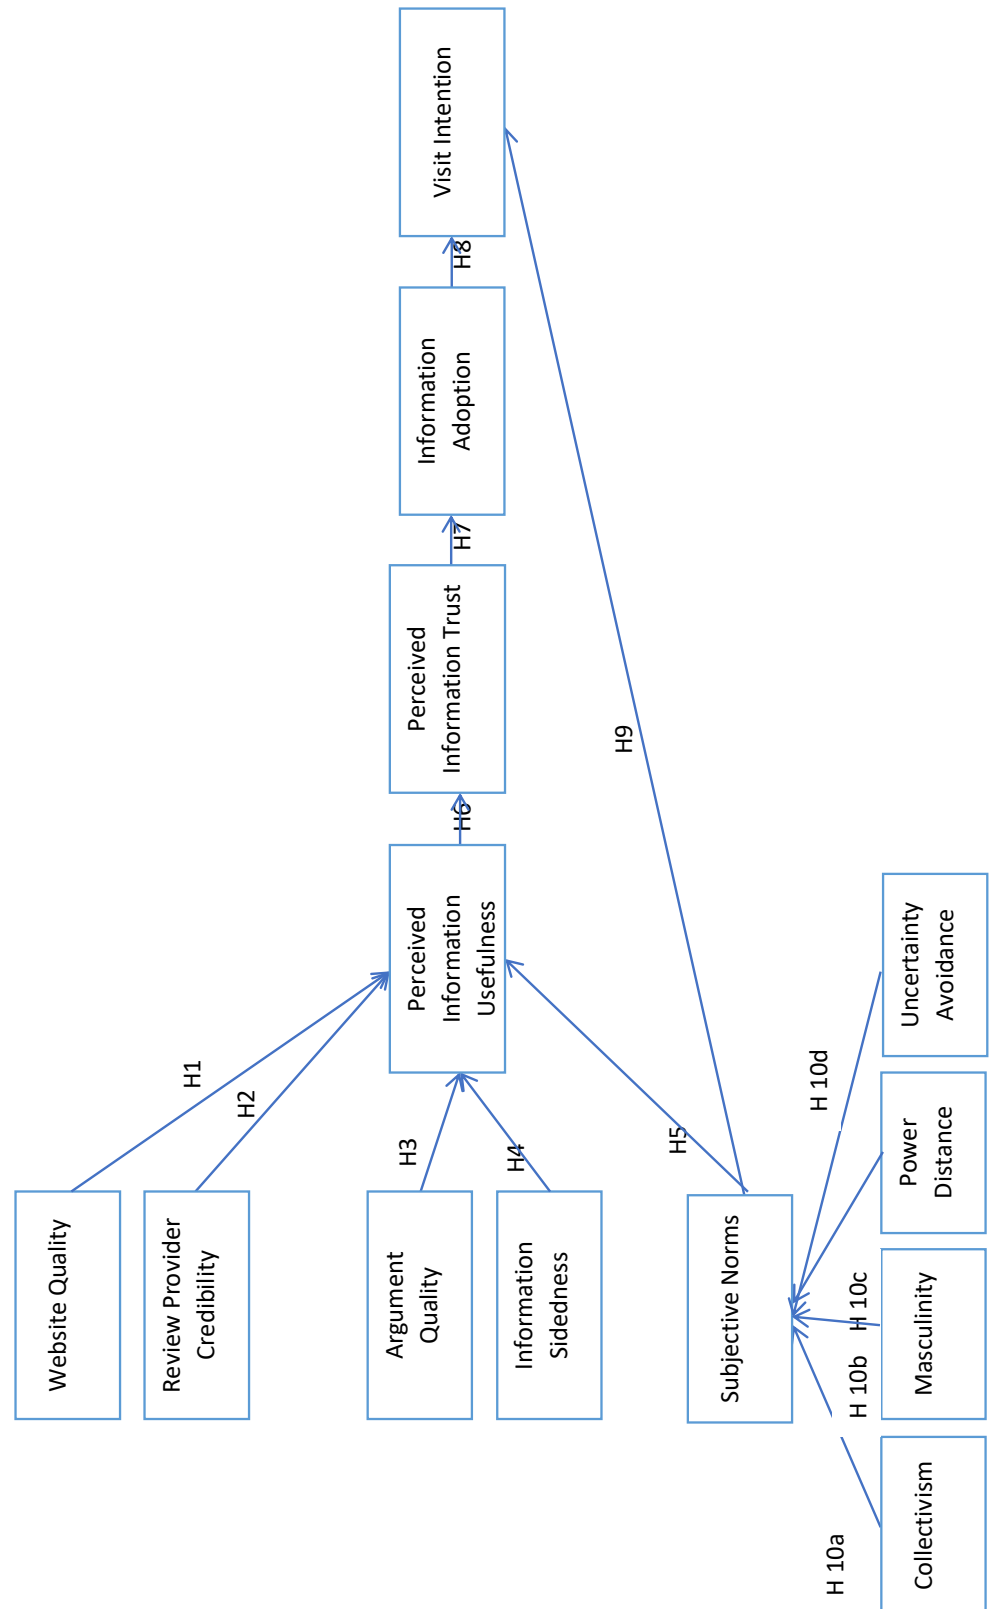 Website Quality
H1
Review Provider
Credibility
H2
Argument
Quality
H3
Information
Sidedness
H4
Perceived
Information
Usefulness
H6
Perceived
Information Trust
H7
Information
Adoption
H8
Visit Intention
Subjective Norms
H5
H9
H 10a
H 10b
H 10c
H 10d
Collectivism
Masculinity
Power
Distance
Uncertainty
Avoidance